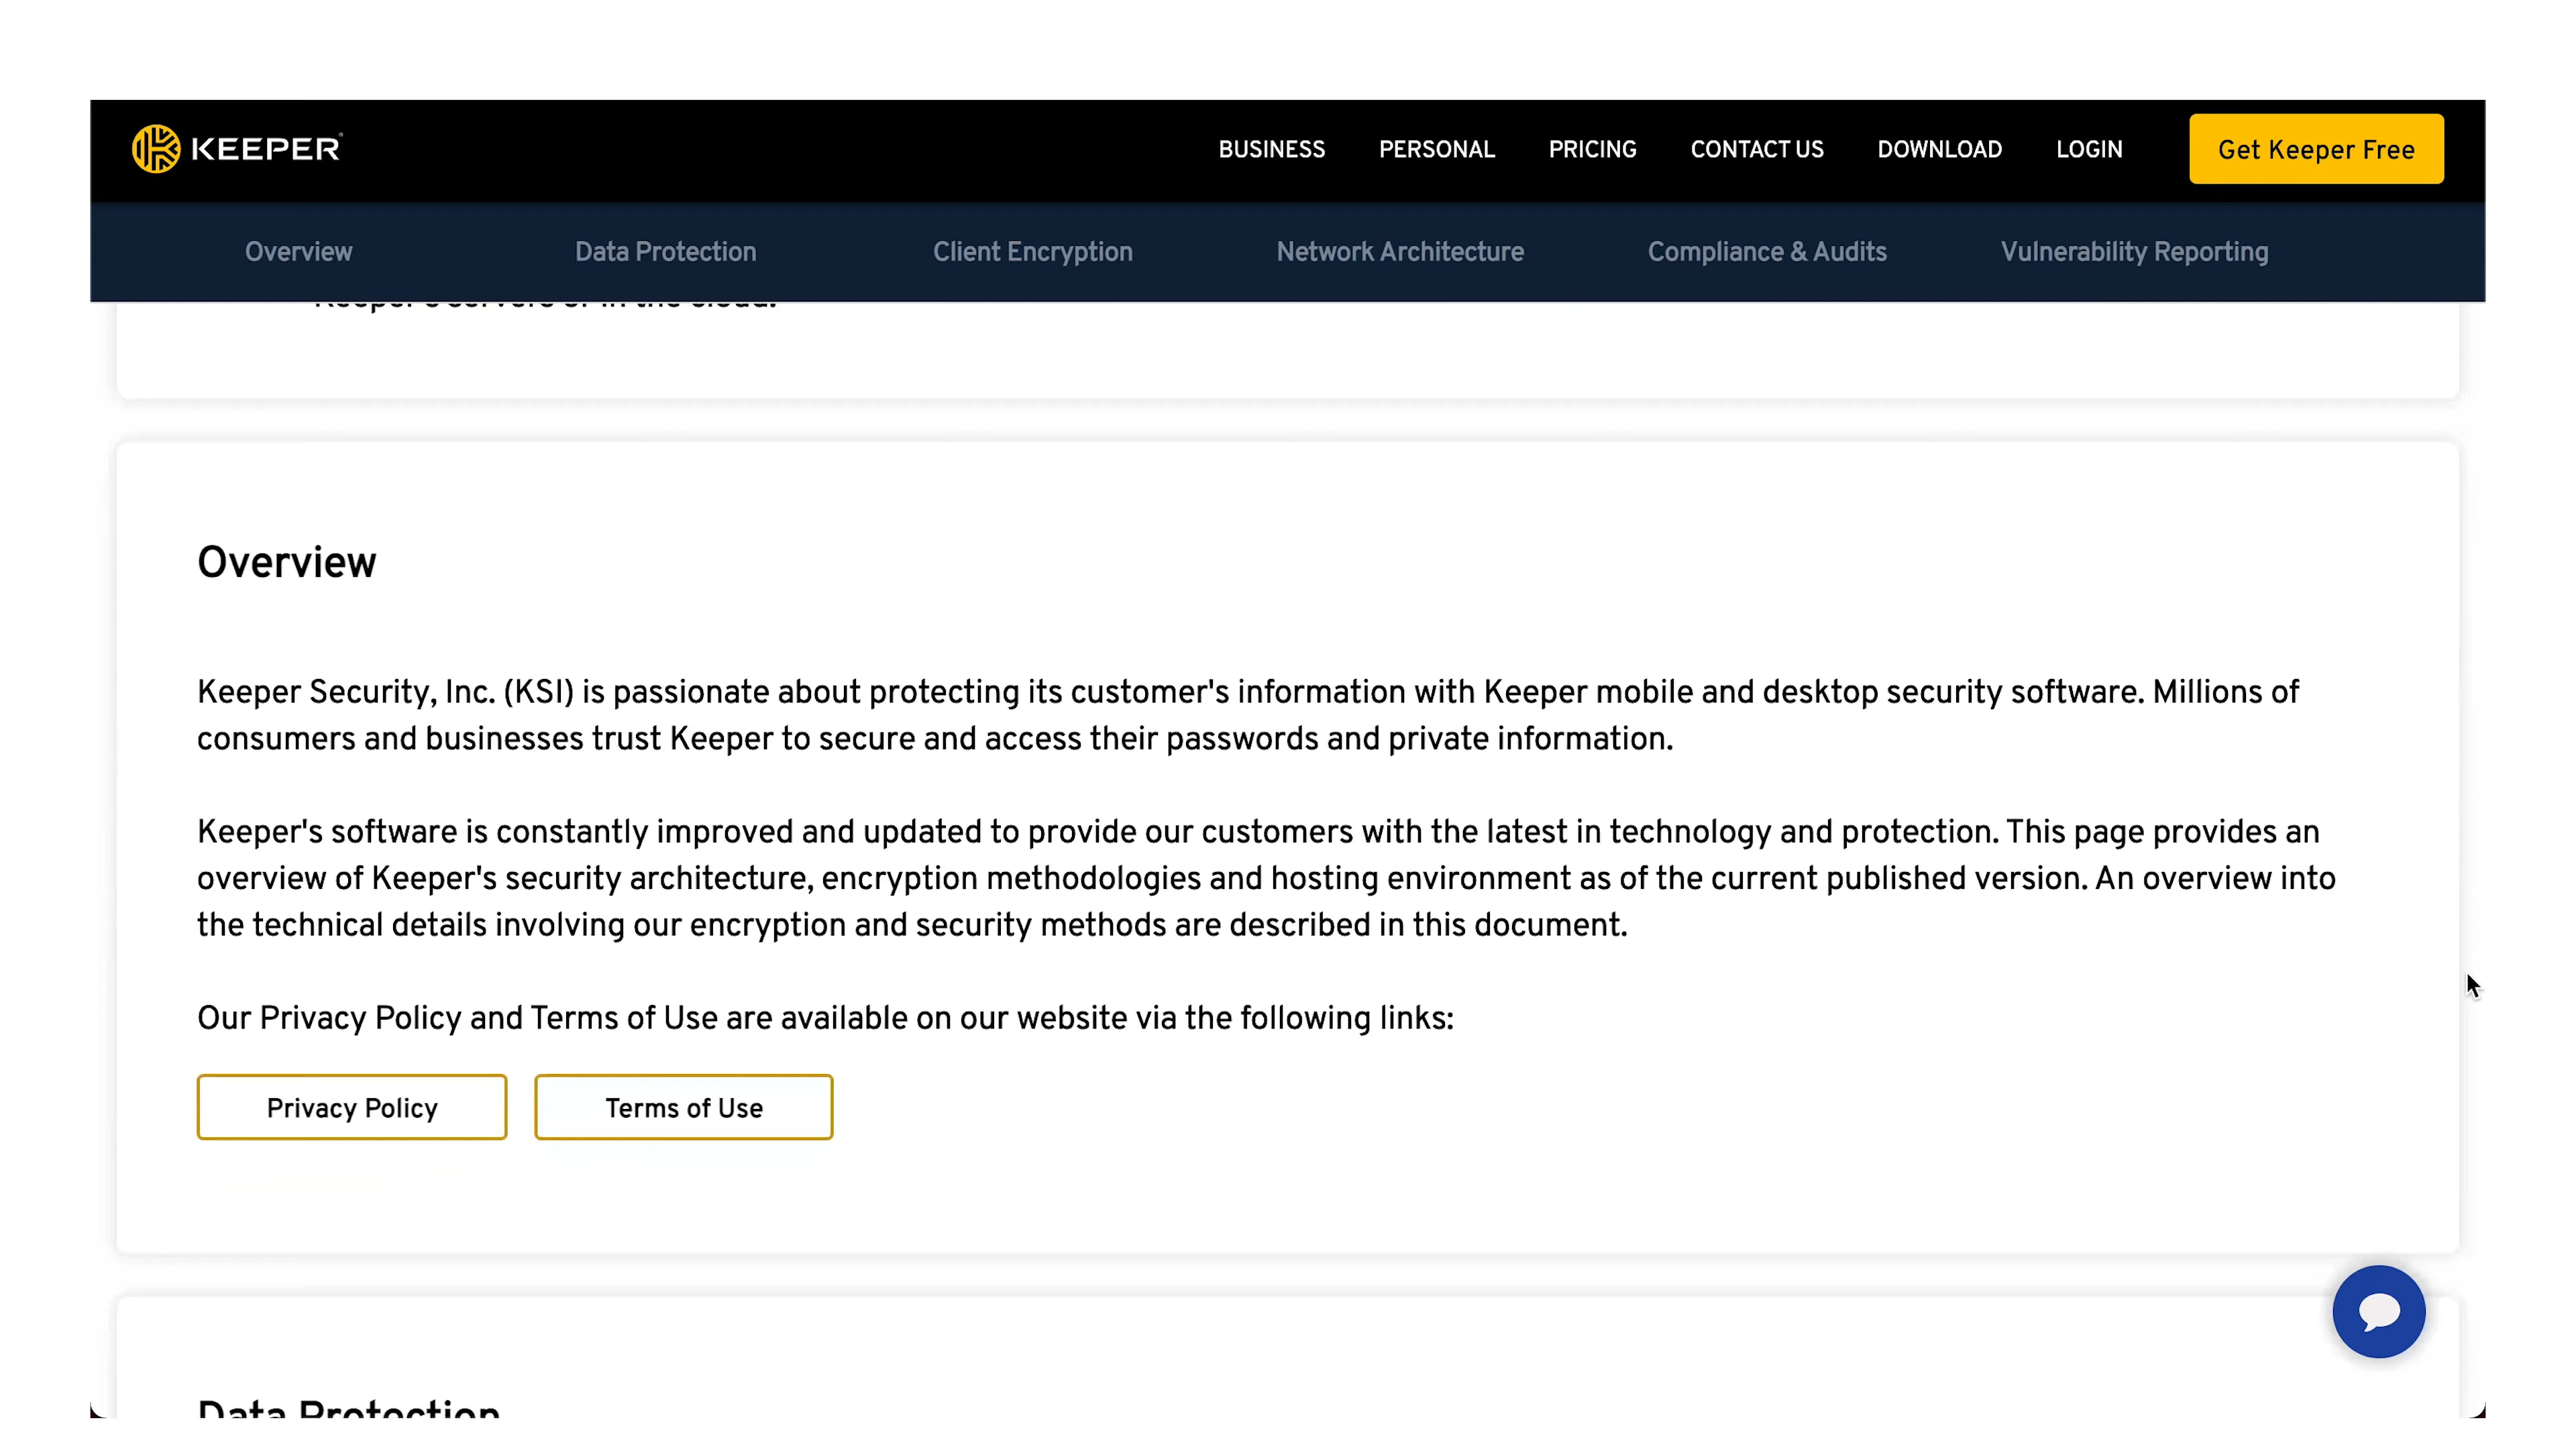 KEEPER
BUSINESS PERSONAL PRICING CONTACT US DOWNLOAD LOGIN Get Keeper Free
Overview Data Protection Client Encryption Network Architecture Compliance & Audits Vulnerability Reporting
Keeper's servers or in the cloud.
Overview
Keeper Security, Inc. (KSI) is passionate about protecting its customer's information with Keeper mobile and desktop security software. Millions of
consumers and businesses trust Keeper to secure and access their passwords and private information.
Keeper's software is constantly improved and updated to provide our customers with the latest in technology and protection. This page provides an
overview of Keeper's security architecture, encryption methodologies and hosting environment as of the current published version. An overview into
the technical details involving our encryption and security methods are described in this document.
Our Privacy Policy and Terms of Use are available on our website via the following links:
Privacy Policy Terms of Use
Data Protection